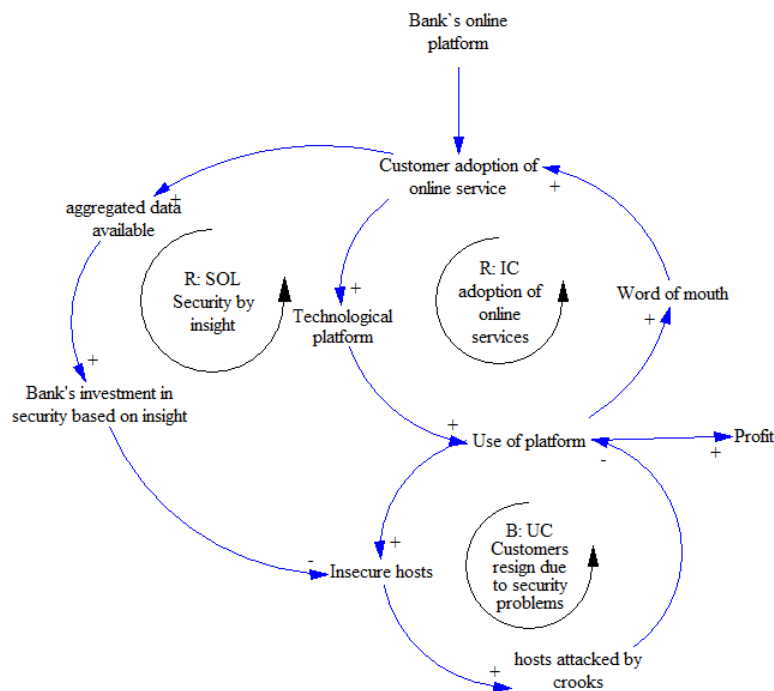 Bank`s online
platform
Customer adoption of
online service
+
+
aggregated data
available
R: SOL
Security by
insight
R: IC
adoption of
online
services
+
Technological
platform
Word of mouth
+
+
Bank's investment in
security based on insight
+
Use of platform
-
Profit
+
B: UC
Customers
resign due
to security
problems
+
-
Insecure hosts
+
hosts attacked by
crooks